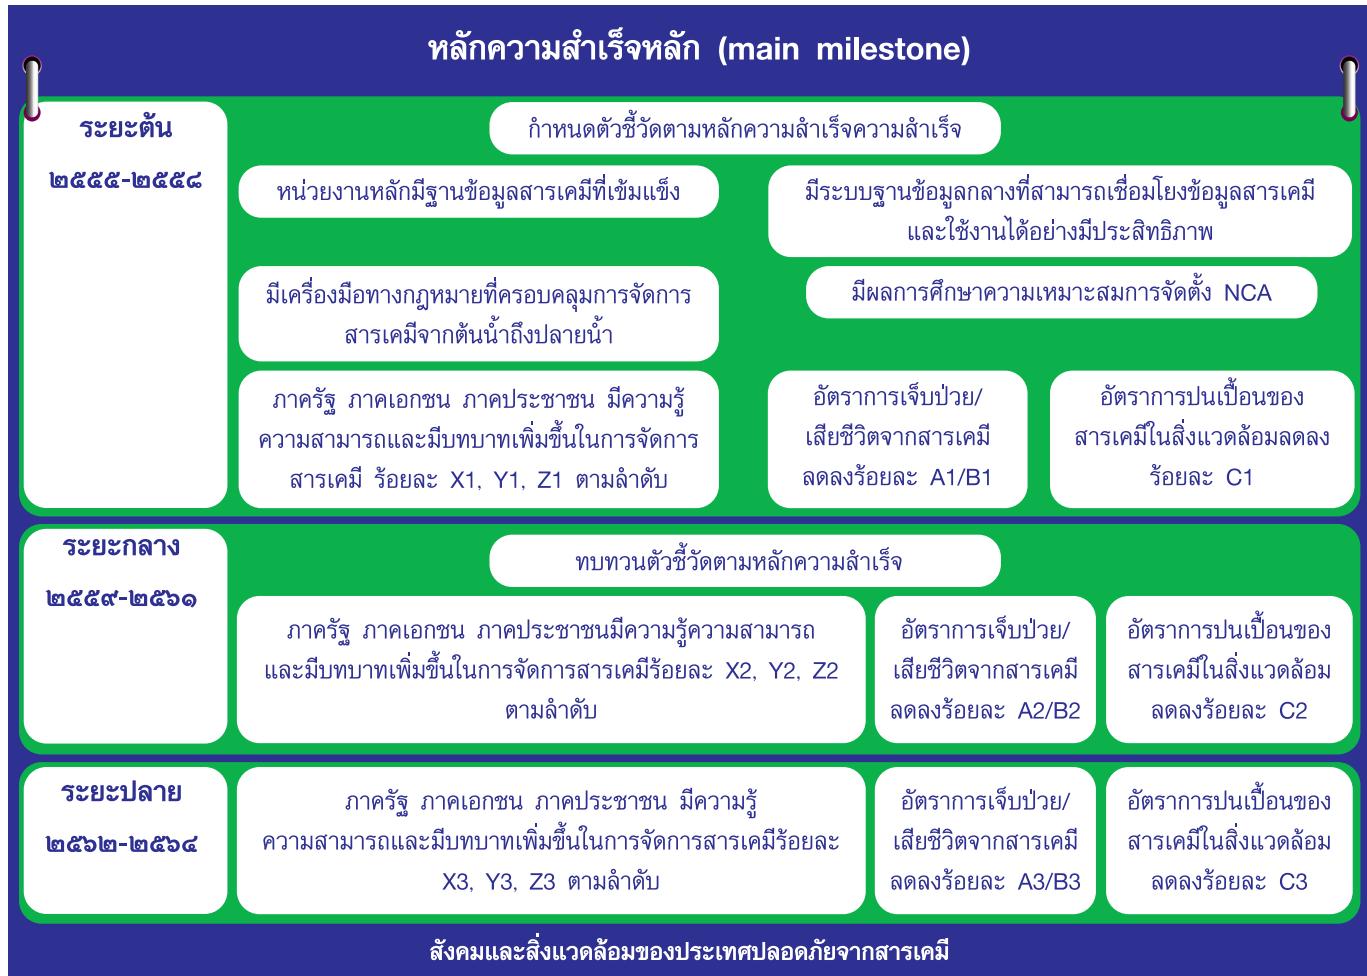 หลักความสำเร็จหลัก (main milestone)
ระยะต้น
๒๕๕๕-๒๕๕๘
กำหนดตัวชี้วัดตามหลักความสำเร็จความสำเร็จ
หน่วยงานหลักมีฐานข้อมูลสารเคมีที่เข้มแข็ง
มีระบบฐานข้อมูลกลางที่สามารถเชื่อมโยงข้อมูลสารเคมี
และใช้งานได้อย่างมีประสิทธิภาพ
มีเครื่องมือทางกฎหมายที่ครอบคลุมการจัดการ
สารเคมีจากต้นน้ำถึงปลายน้ำ
มีผลการศึกษาความเหมาะสมการจัดตั้ง NCA
ภาครัฐ ภาคเอกชน ภาคประชาชน มีความรู้
ความสามารถและมีบทบาทเพิ่มขึ้นในการจัดการ
สารเคมี ร้อยละ X1, Y1, Z1 ตามลำดับ
อัตราการเจ็บป่วย/
เสียชีวิตจากสารเคมี
ลดลงร้อยละ A1/B1
อัตราการปนเปื้อนของ
สารเคมีในสิ่งแวดล้อมลดลง
ร้อยละ C1
ระยะกลาง
๒๕๕๙-๒๕๖๑
ทบทวนตัวชี้วัดตามหลักความสำเร็จ
ภาครัฐ ภาคเอกชน ภาคประชาชนมีความรู้ความสามารถ
และมีบทบาทเพิ่มขึ้นในการจัดการสารเคมีร้อยละ X2, Y2, Z2
ตามลำดับ
อัตราการเจ็บป่วย/
เสียชีวิตจากสารเคมี
ลดลงร้อยละ A2/B2
อัตราการปนเปื้อนของ
สารเคมีในสิ่งแวดล้อม
ลดลงร้อยละ C2
ระยะปลาย
๒๕๖๒-๒๕๖๔
ภาครัฐ ภาคเอกชน ภาคประชาชน มีความรู้
ความสามารถและมีบทบาทเพิ่มขึ้นในการจัดการสารเคมีร้อยละ
X3, Y3, Z3 ตามลำดับ
อัตราการเจ็บป่วย/
เสียชีวิตจากสารเคมี
ลดลงร้อยละ A3/B3
อัตราการปนเปื้อนของ
สารเคมีในสิ่งแวดล้อม
ลดลงร้อยละ C3
สังคมและสิ่งแวดล้อมของประเทศปลอดภัยจากสารเคมี